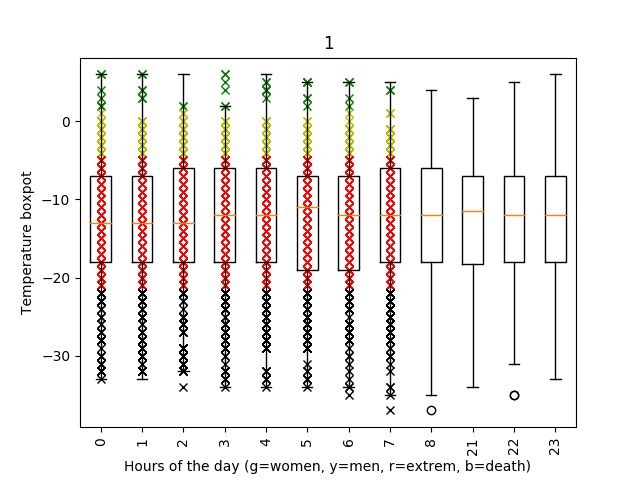 1
Temperature boxpot
0
−10
−20
−30
0 1 2 3 4 5 6 7 8 21 22 23
Hours of the day (g=women, y=men, r=extrem, b=death)